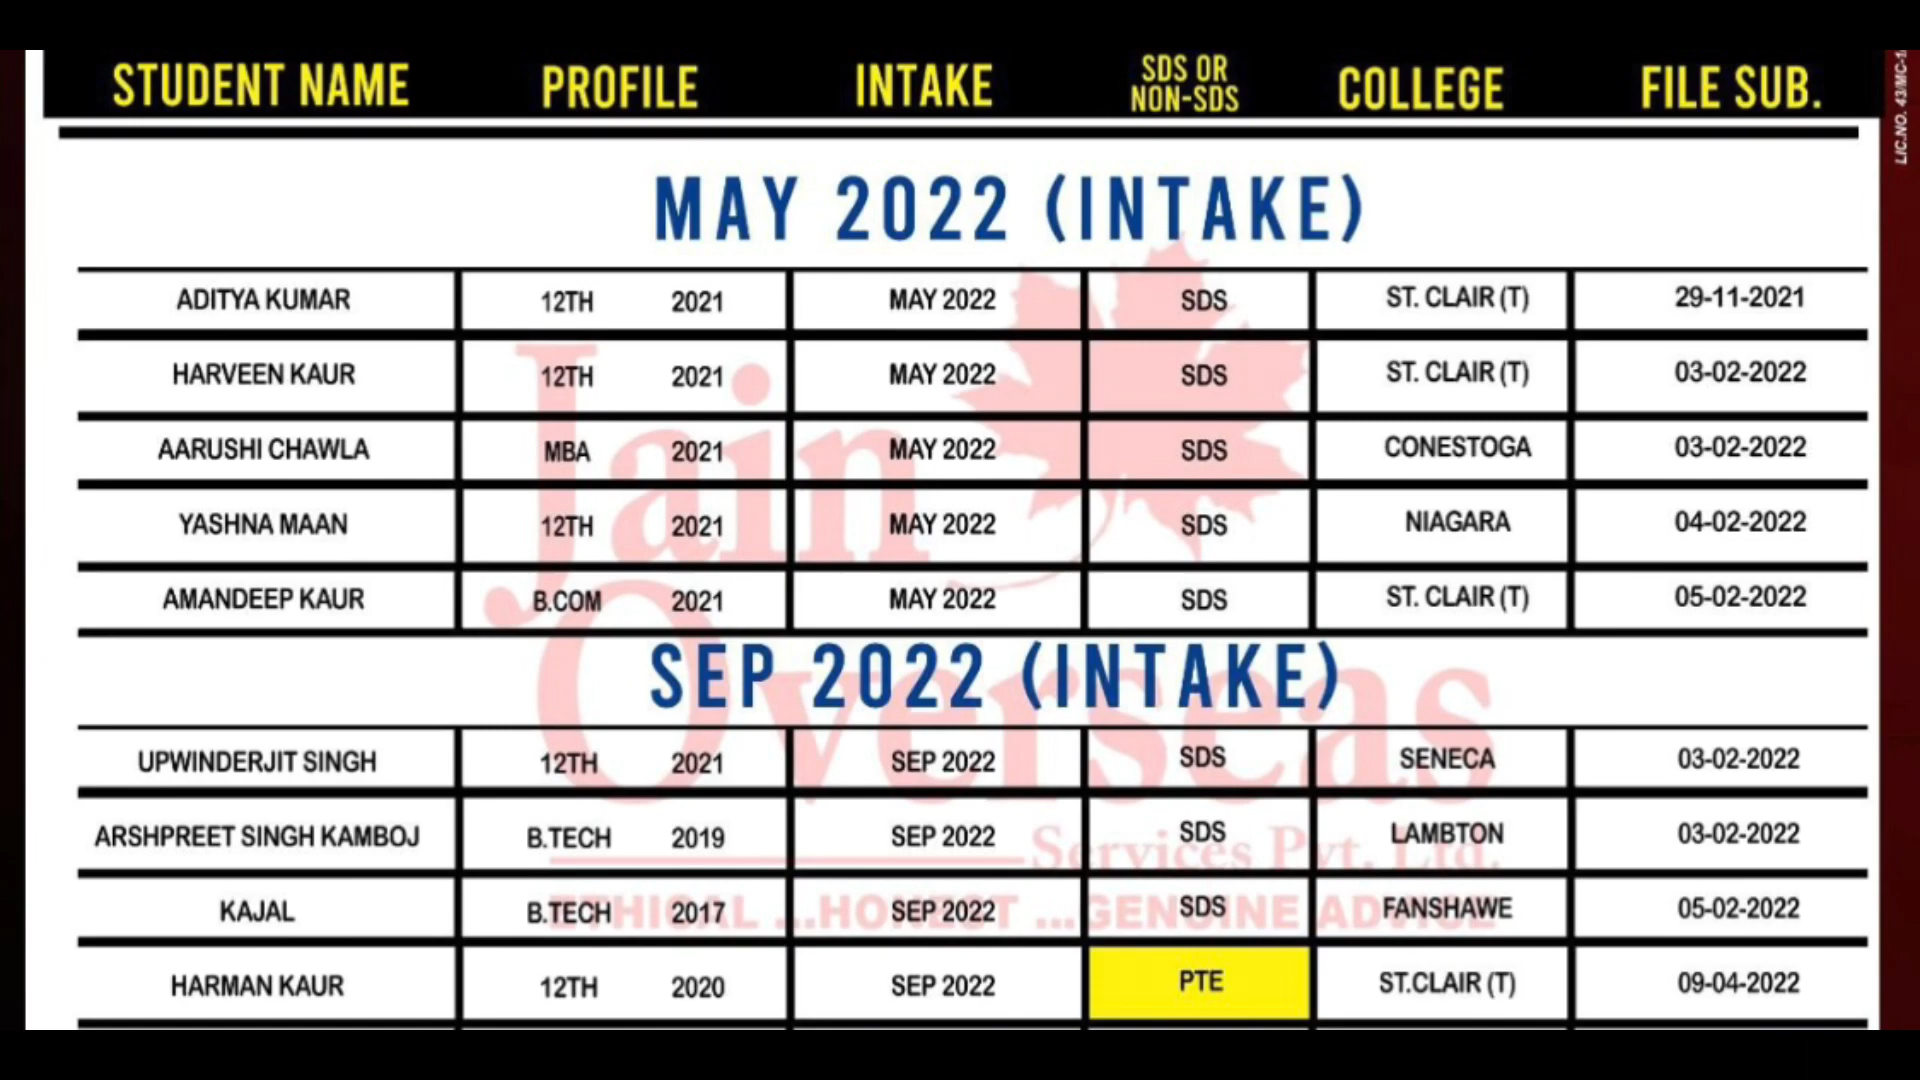 STUDENT NAME PROFILE INTAKE SDS OR NON-SDS COLLEGE FILE SUB.
MAY 2022 (INTAKE)
ADITYA KUMAR 12TH 2021 MAY 2022 SDS ST. CLAIR (T) 29-11-2021
HARVEEN KAUR 12TH 2021 MAY 2022 SDS ST. CLAIR (T) 03-02-2022
AARUSHI CHAWLA MBA 2021 MAY 2022 SDS CONESTOGA 03-02-2022
YASHNA MAAN 12TH 2021 MAY 2022 SDS NIAGARA 04-02-2022
AMANDEEP KAUR B.COM 2021 MAY 2022 SDS ST. CLAIR (T) 05-02-2022
SEP 2022 (INTAKE)
UPWINDERJIT SINGH 12TH 2021 SEP 2022 SDS SENECA 03-02-2022
ARSHPREET SINGH KAMBOJ B.TECH 2019 SEP 2022 SDS LAMBTON 03-02-2022
KAJAL B.TECH 2017 SEP 2022 SDS FANSHAWE 05-02-2022
HARMAN KAUR 12TH 2020 SEP 2022 PTE ST.CLAIR (T) 09-04-2022
Jain
Overseas
Services Pvt. Ltd.
ETHICAL ...HONEST ...GENUINE ADVICE
LIC.NO. 43/MC-1